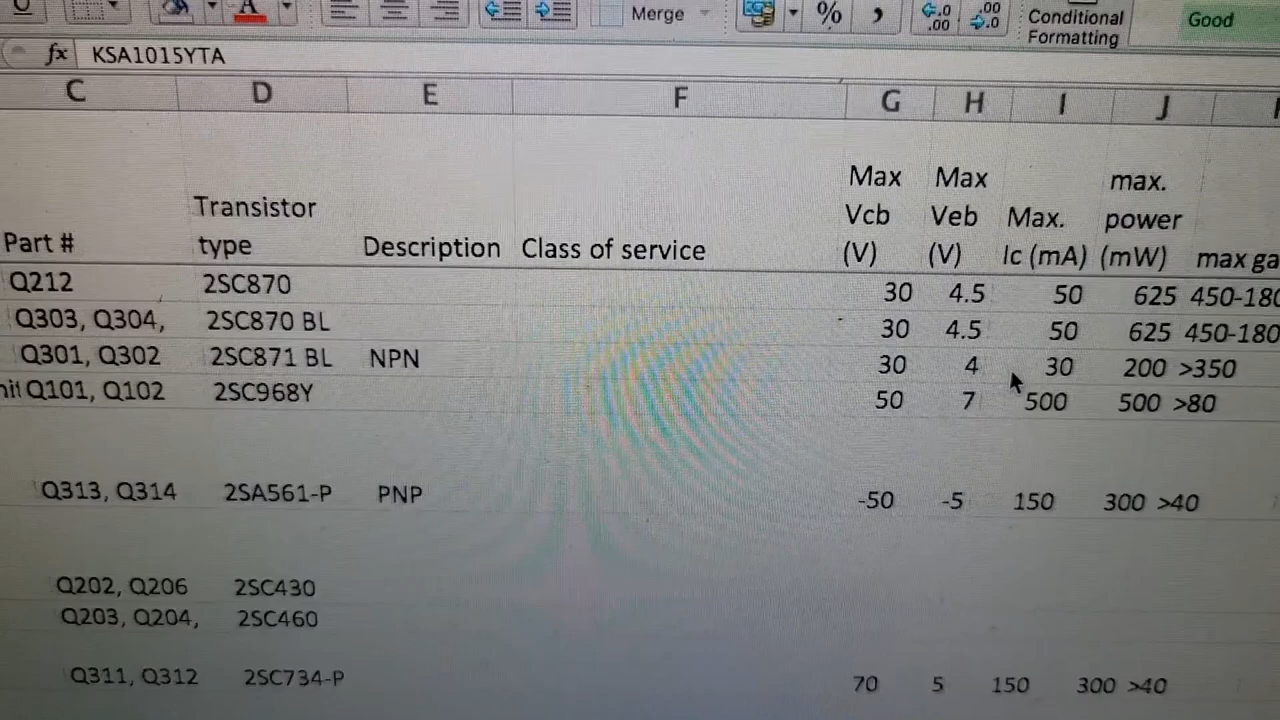 U A Merge % , .0 .00 .00 .0 Conditional Formatting Good
fx KSA1015YTA
C D E F G H I J
Part # Transistor type Description Class of service Max Vcb (V) Max Veb (V) Max. Ic (mA) max. power (mW) max ga
Q212 2SC870 30 4.5 50 625 450-180
Q303, Q304, 2SC870 BL 30 4.5 50 625 450-180
Q301, Q302 2SC871 BL NPN 30 4 30 200 >350
Q101, Q102 2SC968Y 50 7 500 500 >80
Q313, Q314 2SA561-P PNP -50 -5 150 300 >40
Q202, Q206 2SC430
Q203, Q204, 2SC460
Q311, Q312 2SC734-P 70 5 150 300 >40